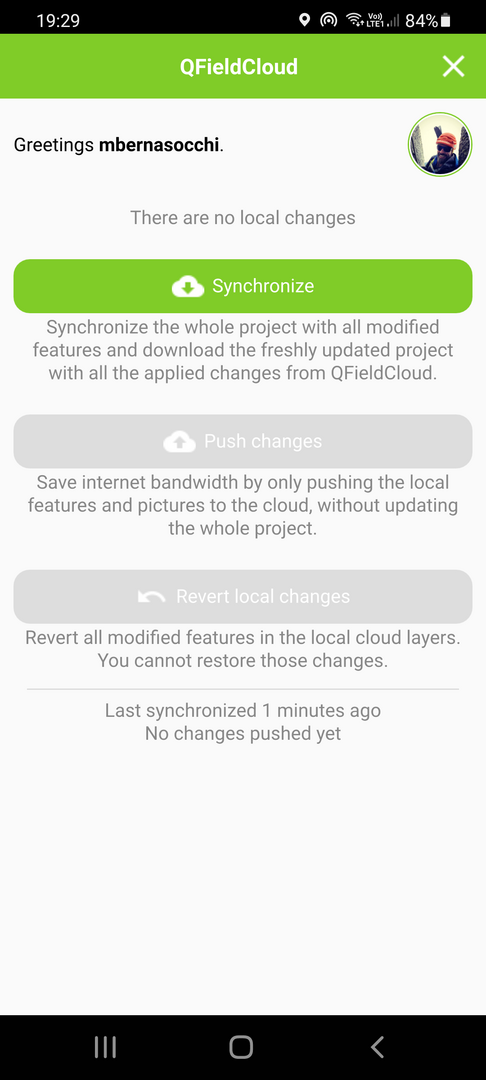 19:29
Vo))
LTE1
84%
QFieldCloud
Greetings mbernasocchi.
There are no local changes
Synchronize
Synchronize the whole project with all modified
features and download the freshly updated project
with all the applied changes from QFieldCloud.
Push changes
Save internet bandwidth by only pushing the local
features and pictures to the cloud, without updating
the whole project.
Revert local changes
Revert all modified features in the local cloud layers.
You cannot restore those changes.
Last synchronized 1 minutes ago
No changes pushed yet